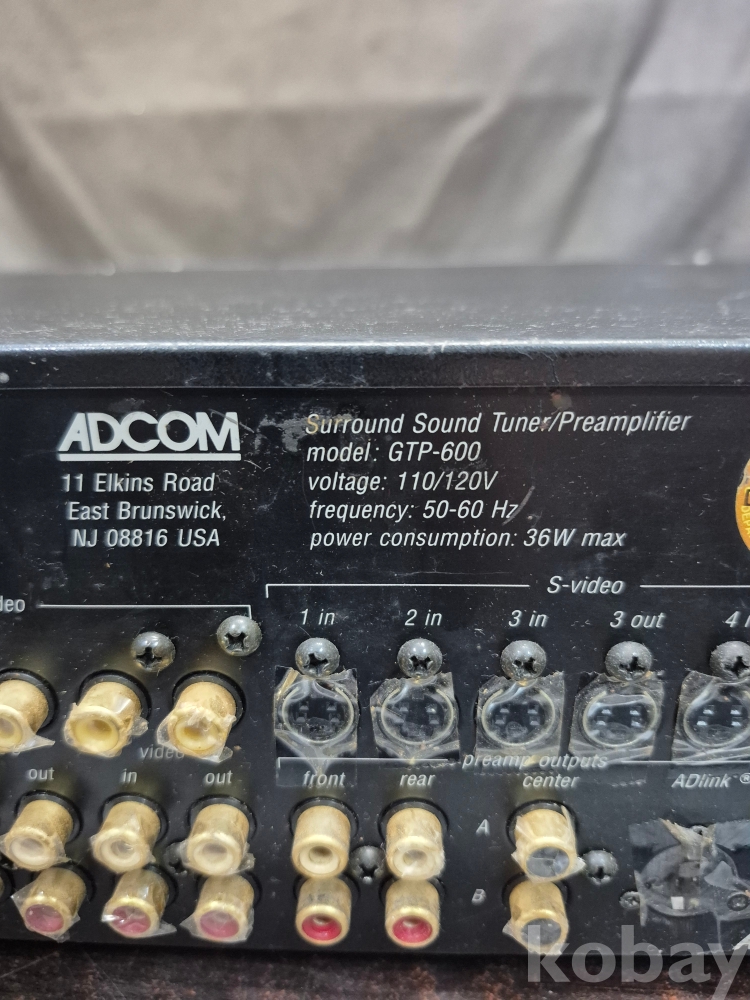 ADCOM
11 Elkins Road
East Brunswick,
NJ 08816 USA
Surround Sound Tuner/Preamplifier
model: GTP-600
voltage: 110/120V
frequency: 50-60 Hz
power consumption: 36W max
S-video
1 in
2 in
3 in
3 out
4
video
out
in
out
front
rear
preamp outputs
center
ADlink ®
A
B
kobay